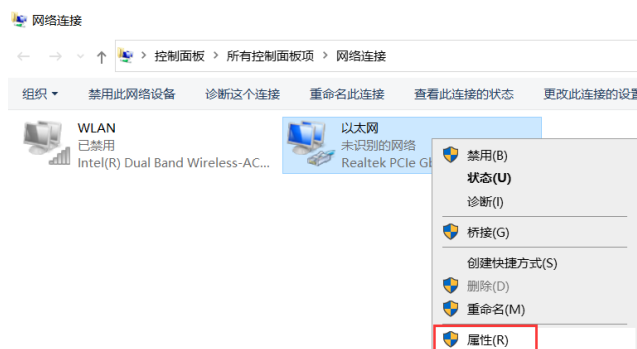 网络连接
控制面板 > 所有控制面板项 > 网络连接
组织 禁用此网络设备 诊断这个连接 重命名此连接 查看此连接的状态 更改此连接的设置
WLAN
已禁用
Intel(R) Dual Band Wireless-AC...
以太网
未识别的网络
Realtek PCIe Gb
禁用(B)
状态(U)
诊断(I)
桥接(G)
创建快捷方式(S)
删除(D)
重命名(M)
属性(R)